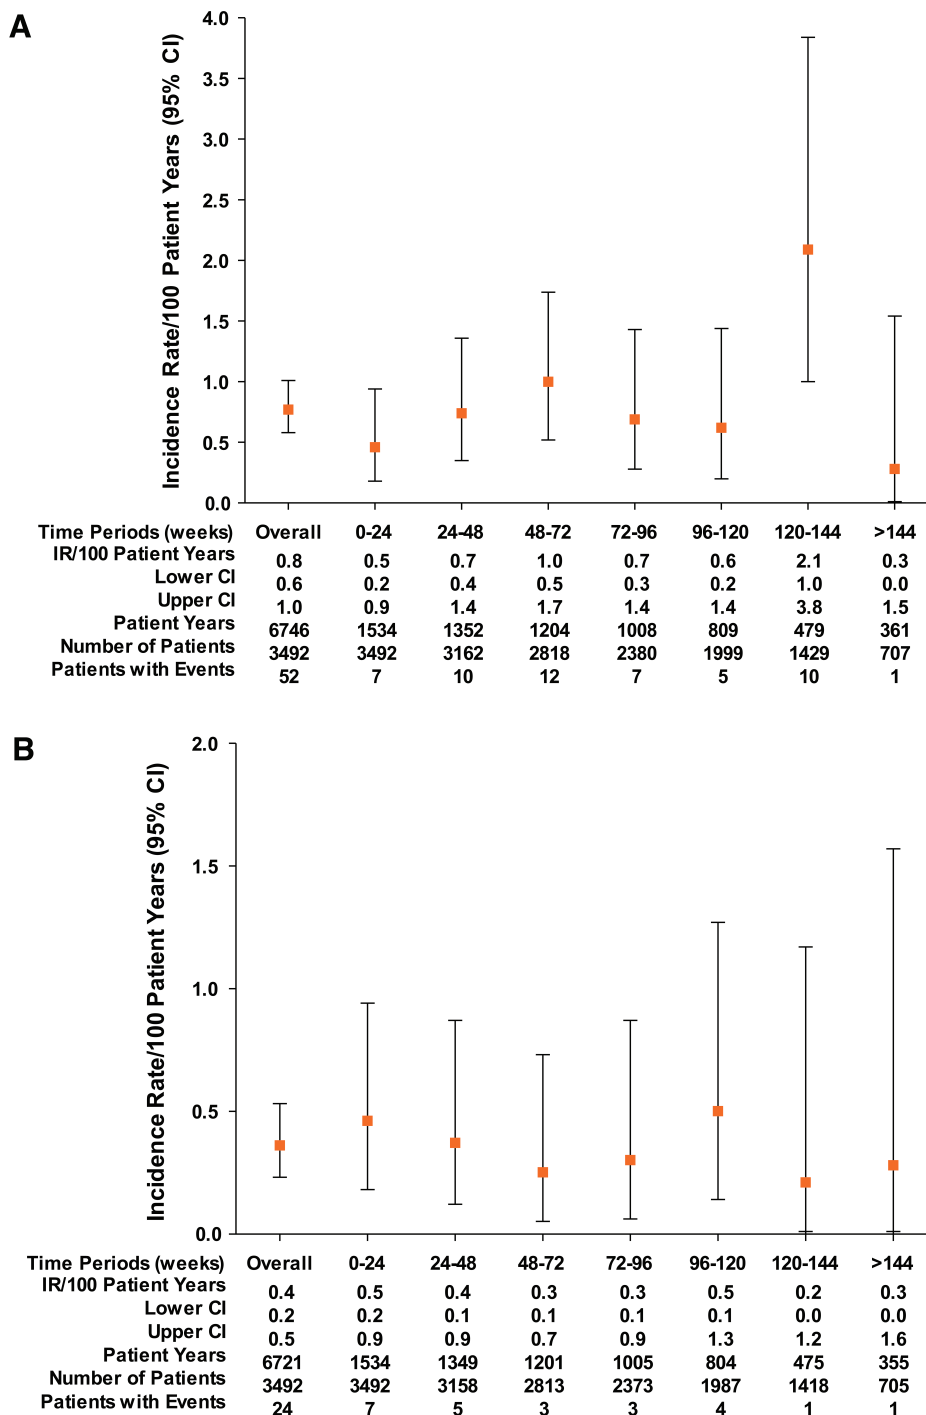 A
Incidence Rate/100 Patient Years (95% CI)
4.0
3.5
3.0
2.5
2.0
1.5
1.0
0.5
0.0
Time Periods (weeks) Overall 0-24 24-48 48-72 72-96 96-120 120-144 >144
IR/100 Patient Years 0.8 0.5 0.7 1.0 0.7 0.6 2.1 0.3
Lower CI 0.6 0.2 0.4 0.5 0.3 0.2 1.0 0.0
Upper CI 1.0 0.9 1.4 1.7 1.4 1.4 3.8 1.5
Patient Years 6746 1534 1352 1204 1008 809 479 361
Number of Patients 3492 3492 3162 2818 2380 1999 1429 707
Patients with Events 52 7 10 12 7 5 10 1
B
Incidence Rate/100 Patient Years (95% CI)
2.0
1.5
1.0
0.5
0.0
Time Periods (weeks) Overall 0-24 24-48 48-72 72-96 96-120 120-144 >144
IR/100 Patient Years 0.4 0.5 0.4 0.3 0.3 0.5 0.2 0.3
Lower CI 0.2 0.2 0.1 0.1 0.1 0.1 0.0 0.0
Upper CI 0.5 0.9 0.9 0.7 0.9 1.3 1.2 1.6
Patient Years 6721 1534 1349 1201 1005 804 475 355
Number of Patients 3492 3492 3158 2813 2373 1987 1418 705
Patients with Events 24 7 5 3 3 4 1 1